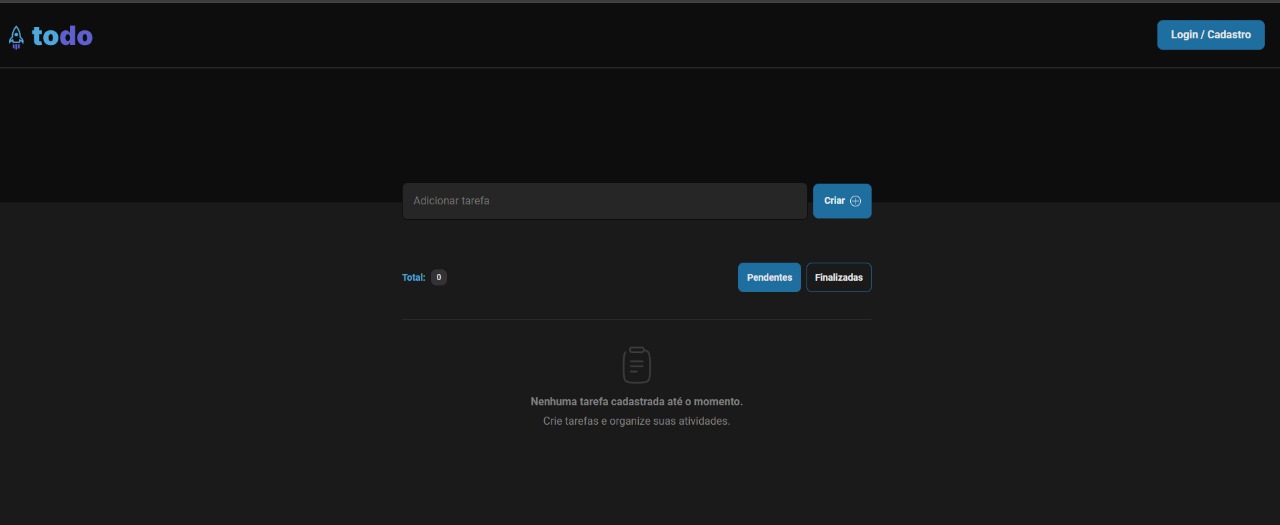 todo
Login / Cadastro
Adicionar tarefa
Criar
Total: 0
Pendentes
Finalizadas
Nenhuma tarefa cadastrada até o momento.
Crie tarefas e organize suas atividades.